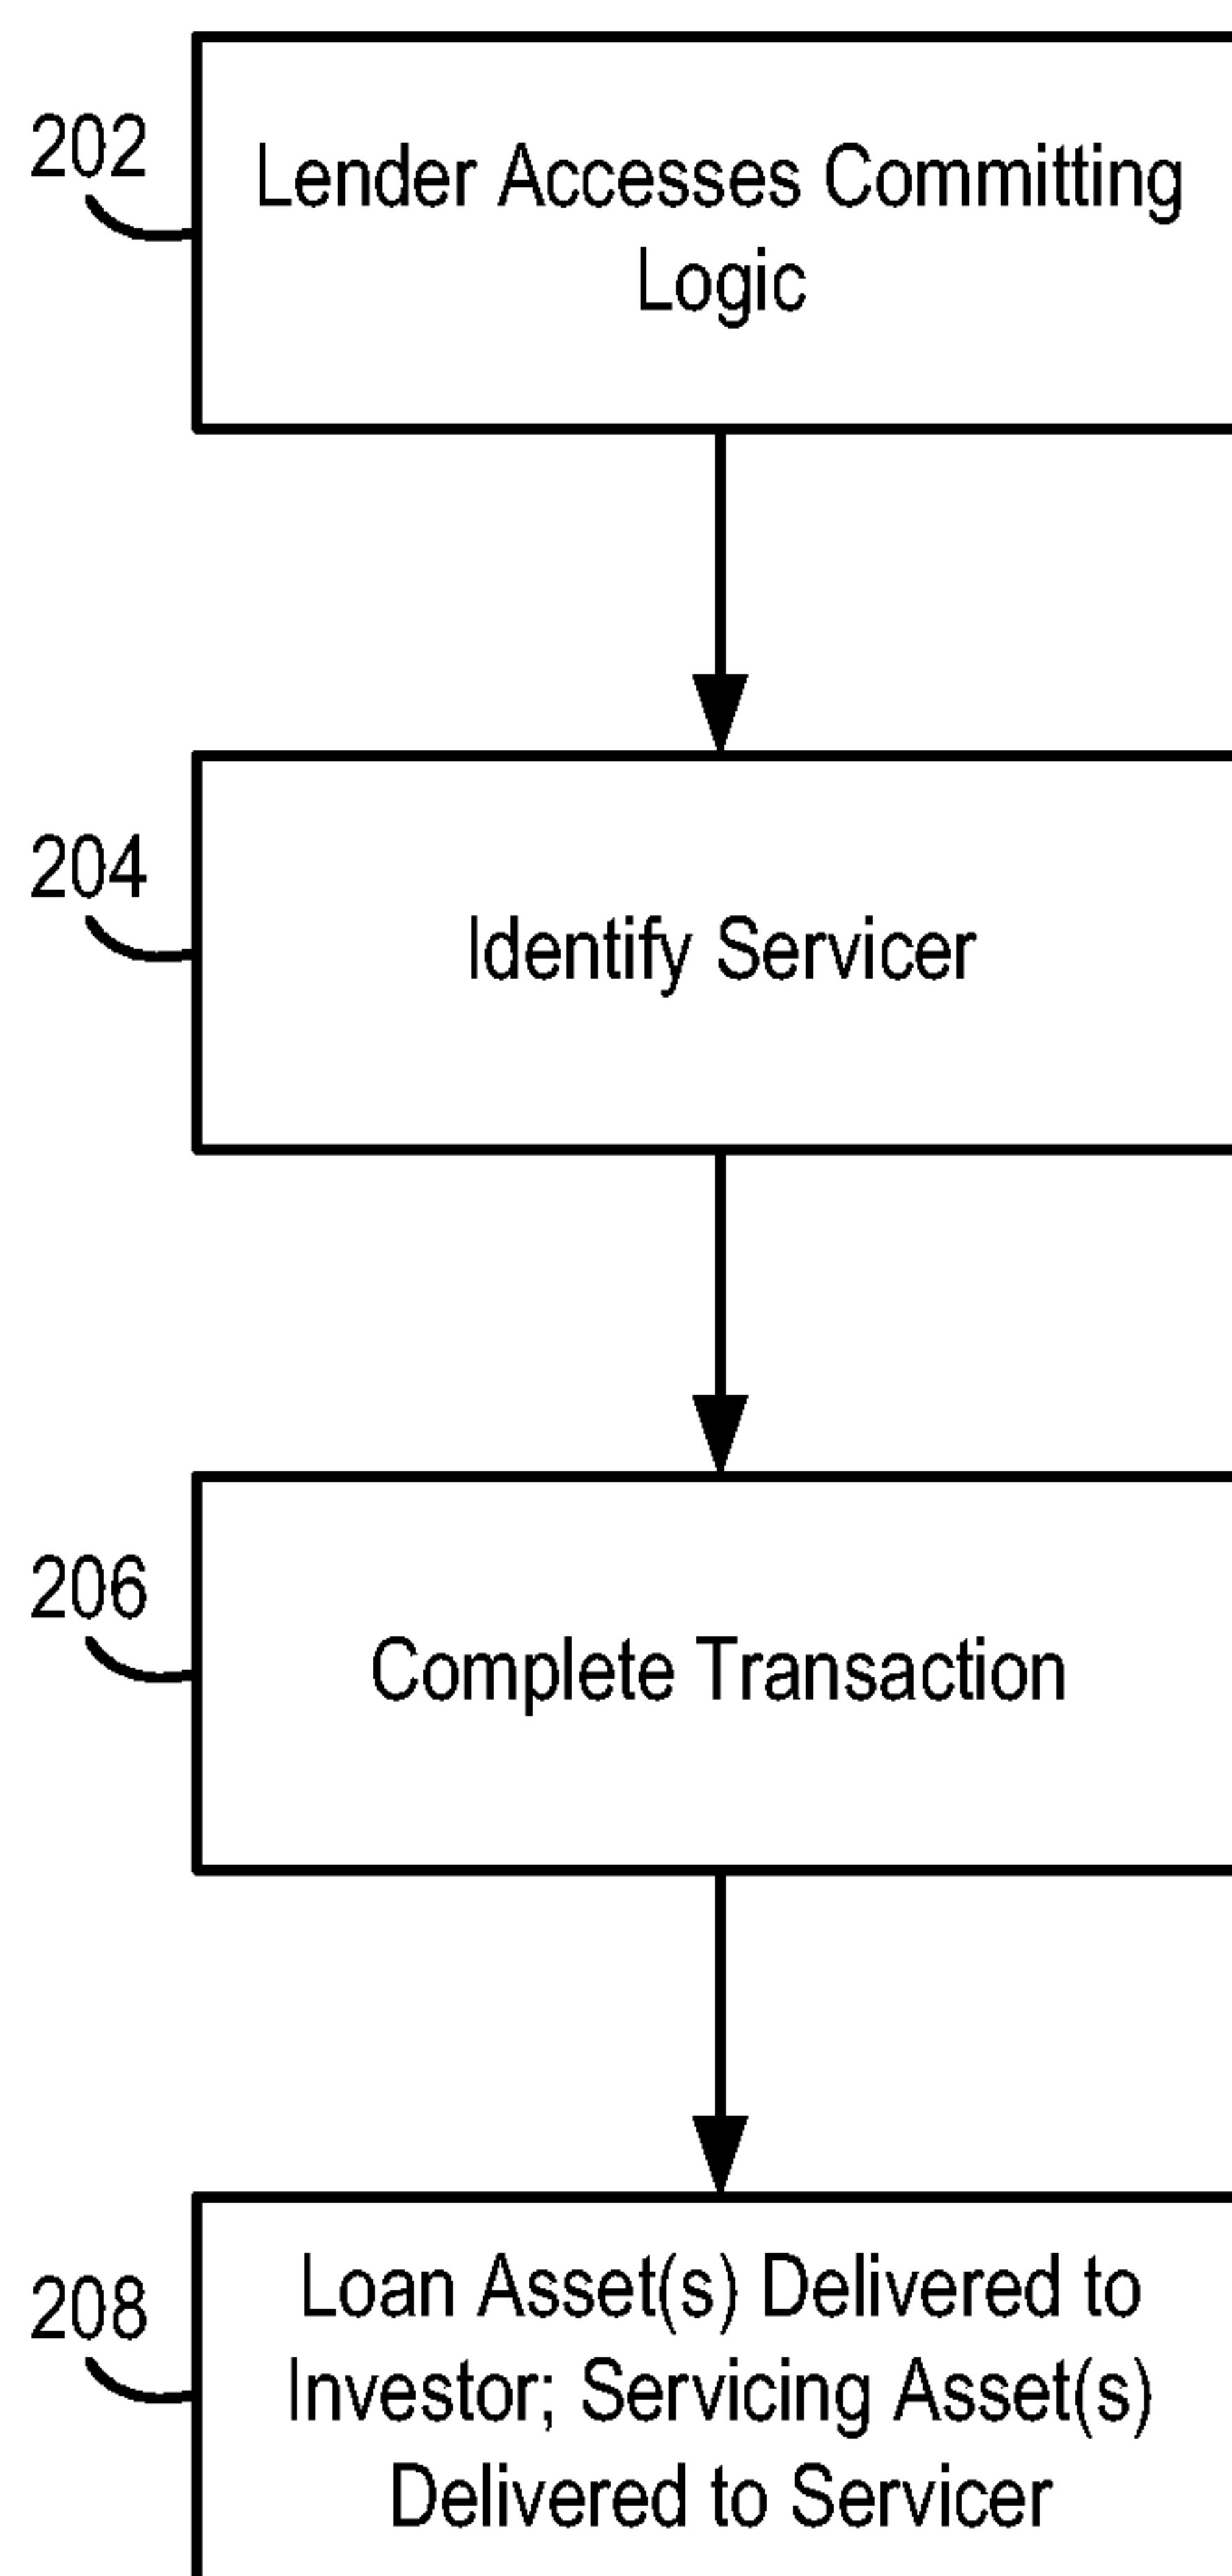 202
Lender Accesses Committing
Logic
204
Identify Servicer
206
Complete Transaction
208
Loan Asset(s) Delivered to
Investor; Servicing Asset(s)
Delivered to Servicer